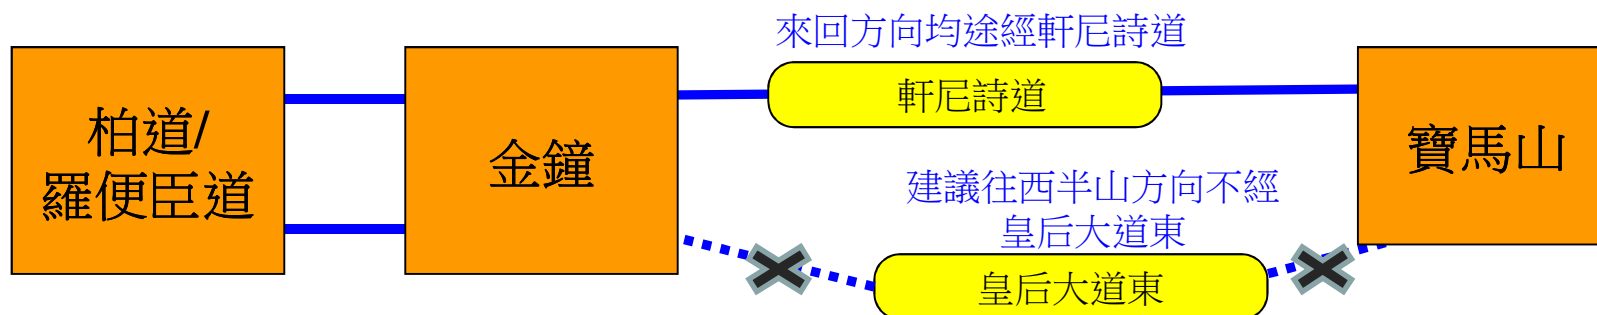 來回方向均途經軒尼詩道
柏道/
羅便臣道
金鐘
軒尼詩道
寶馬山
建議往西半山方向不經
皇后大道東
皇后大道東